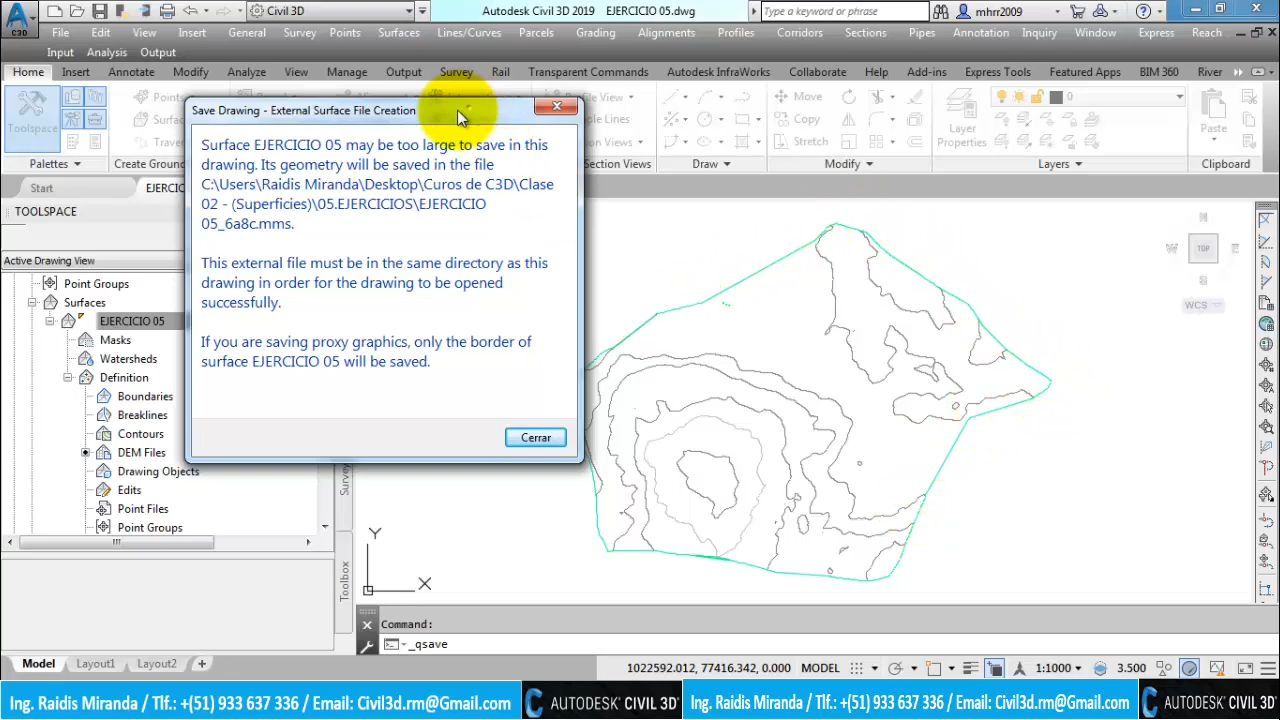 Civil 3D
Autodesk Civil 3D 2019 EJERCICIO 05.dwg
Type a keyword or phrase
mhrr2009
C3D
File Edit View Insert General Survey Points Surfaces Lines/Curves Parcels Grading Alignments Profiles Corridors Sections Pipes Annotation Inquiry Window Express Reach
Input Analysis Output
Home Insert Annotate Modify Analyze View Manage Output Survey Rail Transparent Commands Autodesk InfraWorks Collaborate Help Add-ins Express Tools Featured Apps BIM 360 River
Toolspace
Palettes
Points
Create Ground
Profile View
Move
Copy
Stretch
Draw
Modify
Layer
Properties
0
Layers
Paste
Clipboard
Save Drawing - External Surface File Creation
Surface EJERCICIO 05 may be too large to save in this
drawing. Its geometry will be saved in the file
C:\Users\Raidis Miranda\Desktop\Curos de C3D\Clase
02 - (Superficies)\05.EJERCICIOS\EJERCICIO
05_6a8c.mms.
This external file must be in the same directory as this
drawing in order for the drawing to be opened
successfully.
If you are saving proxy graphics, only the border of
surface EJERCICIO 05 will be saved.
Cerrar
Start
TOOLSPACE
Active Drawing View
Point Groups
Surfaces
EJERCICIO 05
Masks
Watersheds
Definition
Boundaries
Breaklines
Contours
DEM Files
Drawing Objects
Edits
Point Files
Point Groups
Survey
Toolbox
TOP
WCS
Y
X
Command:
_qsave
Model Layout1 Layout2
1022592.012, 77416.342, 0.000 MODEL
1:1000
3.500
Ing. Raidis Miranda / Tlf.: +(51) 933 637 336 / Email: Civil3d.rm@Gmail.com
AUTODESK® CIVIL 3D®
Ing. Raidis Miranda / Tlf.: +(51) 933 637 336 / Email: Civil3d.rm@Gmail.com
AUTODESK® CIVIL 3D